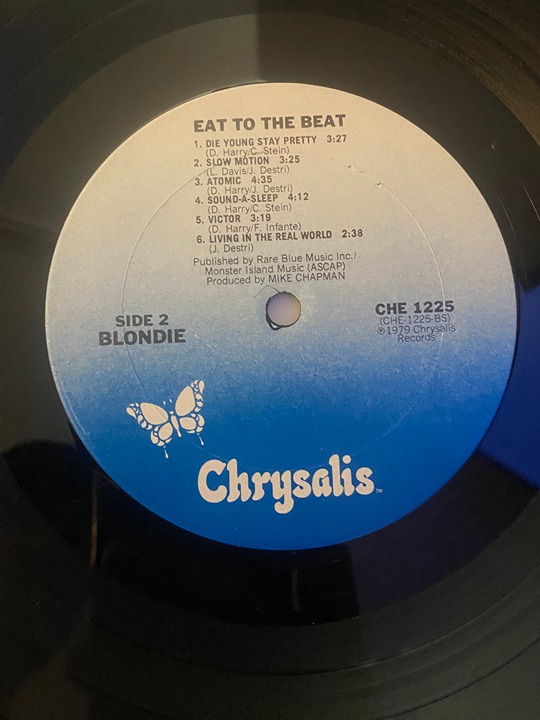 EAT TO THE BEAT
1. DIE YOUNG STAY PRETTY 3:27
(D. Harry/C. Stein)
2. SLOW MOTION 3:25
(L. Davis/J. Destri)
3. ATOMIC 4:35
(D. Harry/J. Destri)
4. SOUND-A-SLEEP 4:12
(D. Harry/C. Stein)
5. VICTOR 3:19
(D. Harry/F. Infante)
6. LIVING IN THE REAL WORLD 2:38
(J. Destri)
Published by Rare Blue Music Inc./
Monster Island Music (ASCAP)
Produced by MIKE CHAPMAN
SIDE 2
BLONDIE
CHE 1225
(CHE-1225-BS)
℗1979 Chrysalis
Records
Chrysalis™